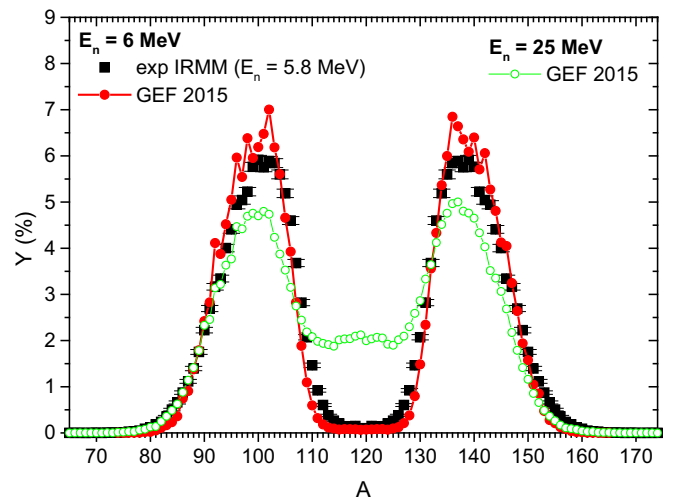 E_n = 6 MeV
exp IRMM (E_n = 5.8 MeV)
GEF 2015
E_n = 25 MeV
GEF 2015
Y (%)
9
8
7
6
5
4
3
2
1
0
70 80 90 100 110 120 130 140 150 160 170
A